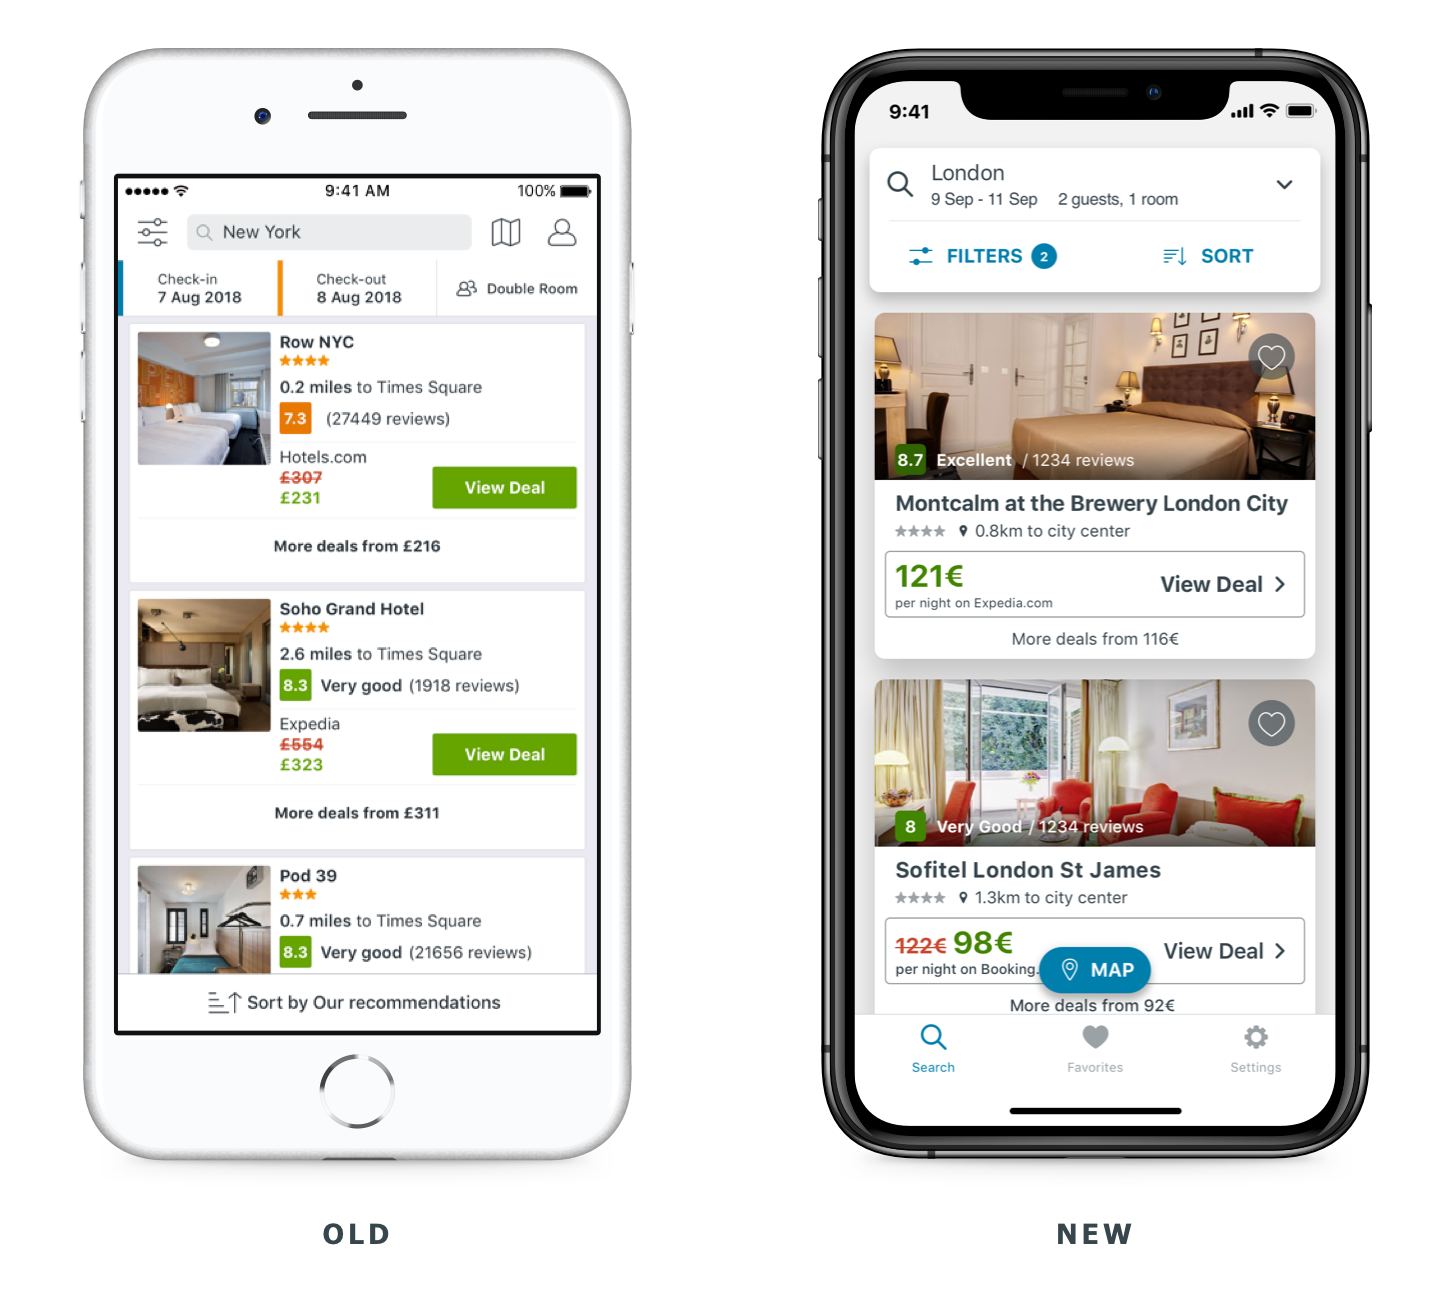 9:41 AM
100%
New York
Check-in
7 Aug 2018
Check-out
8 Aug 2018
Double Room
Row NYC
0.2 miles to Times Square
7.3 (27449 reviews)
Hotels.com
£307
£231
View Deal
More deals from £216
Soho Grand Hotel
2.6 miles to Times Square
8.3 Very good (1918 reviews)
Expedia
£554
£323
View Deal
More deals from £311
Pod 39
0.7 miles to Times Square
8.3 Very good (21656 reviews)
Sort by Our recommendations
OLD
9:41
London
9 Sep - 11 Sep 2 guests, 1 room
FILTERS 2
SORT
8.7 Excellent / 1234 reviews
Montcalm at the Brewery London City
0.8km to city center
121€
per night on Expedia.com
View Deal
More deals from 116€
8 Very Good / 1234 reviews
Sofitel London St James
1.3km to city center
122€ 98€
per night on Booking.
View Deal
MAP
More deals from 92€
Search
Favorites
Settings
NEW